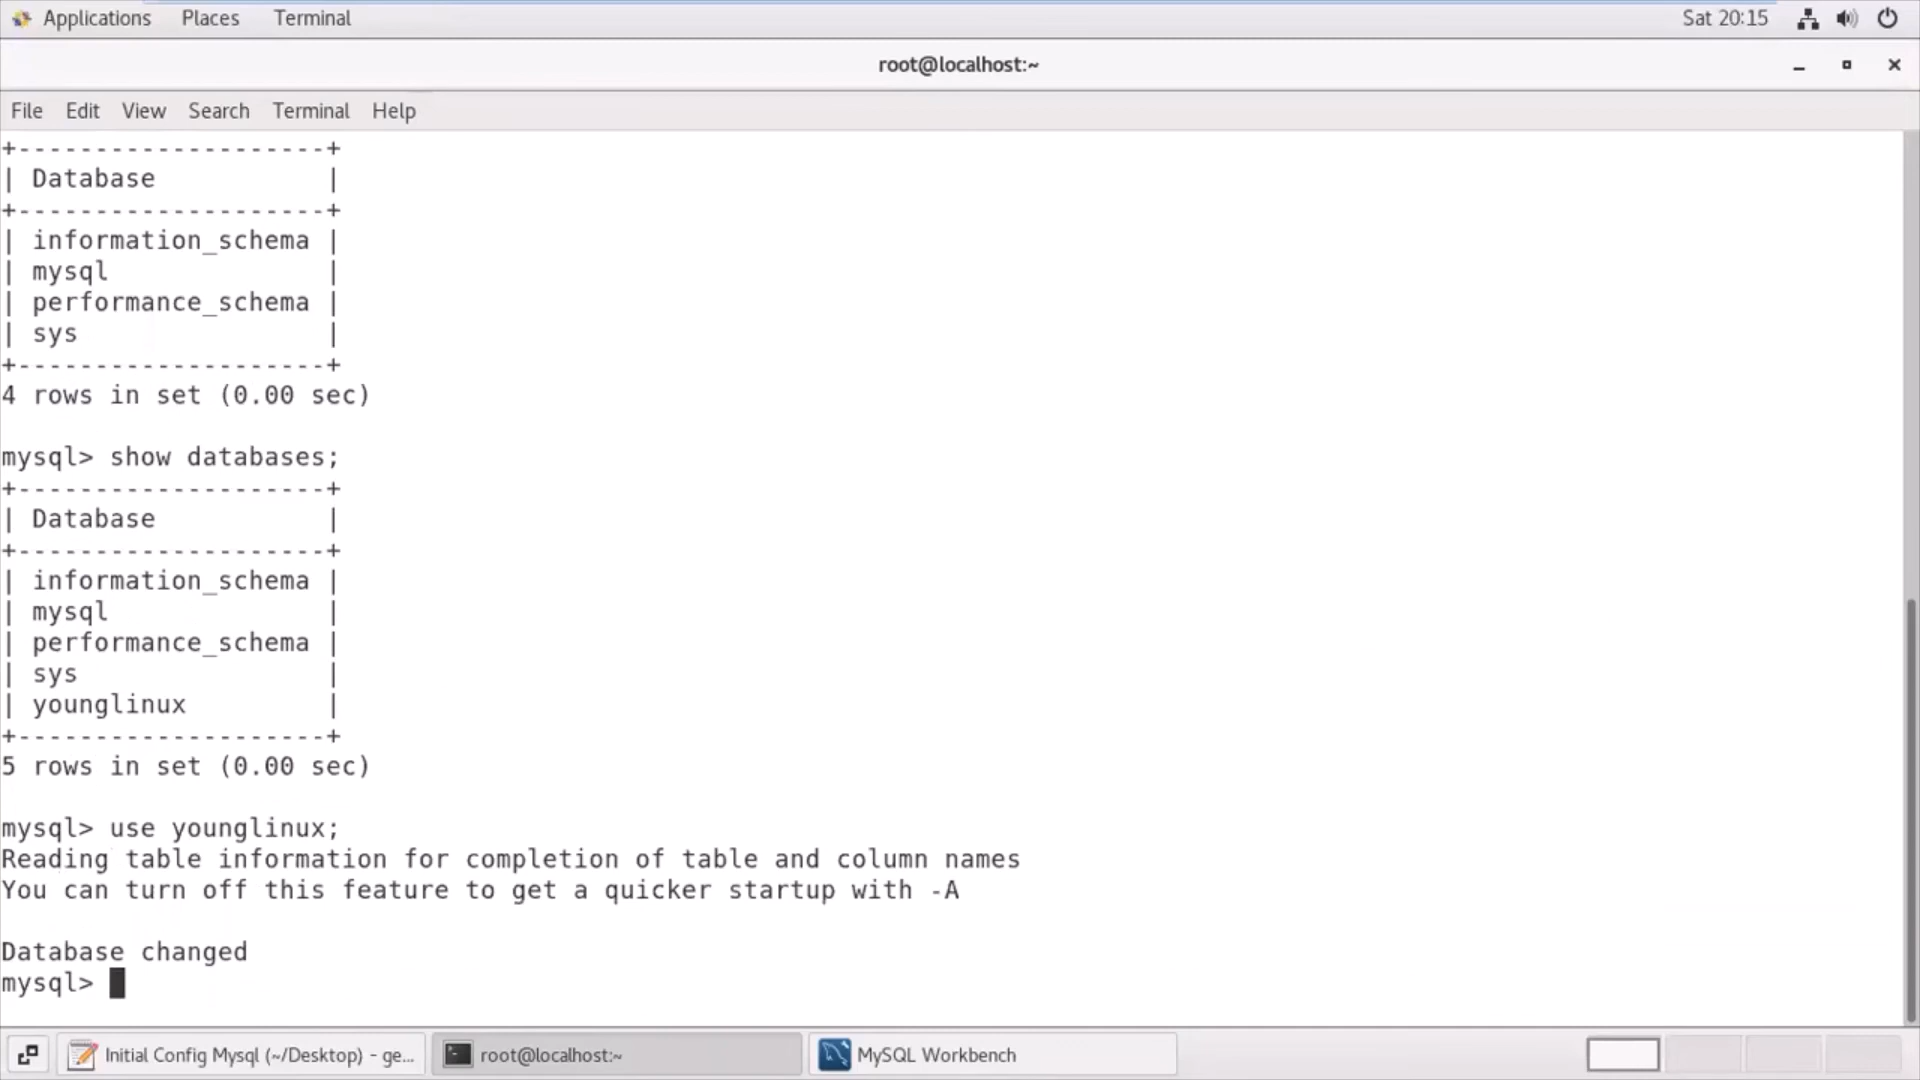 Applications Places Terminal Sat 20:15
root@localhost:~
File Edit View Search Terminal Help
+--------------------+
| Database           |
+--------------------+
| information_schema |
| mysql              |
| performance_schema |
| sys                |
+--------------------+
4 rows in set (0.00 sec)
mysql> show databases;
+--------------------+
| Database           |
+--------------------+
| information_schema |
| mysql              |
| performance_schema |
| sys                |
| younglinux         |
+--------------------+
5 rows in set (0.00 sec)
mysql> use younglinux;
Reading table information for completion of table and column names
You can turn off this feature to get a quicker startup with -A
Database changed
mysql>
Initial Config Mysql (~/Desktop) - ge... root@localhost:~ MySQL Workbench